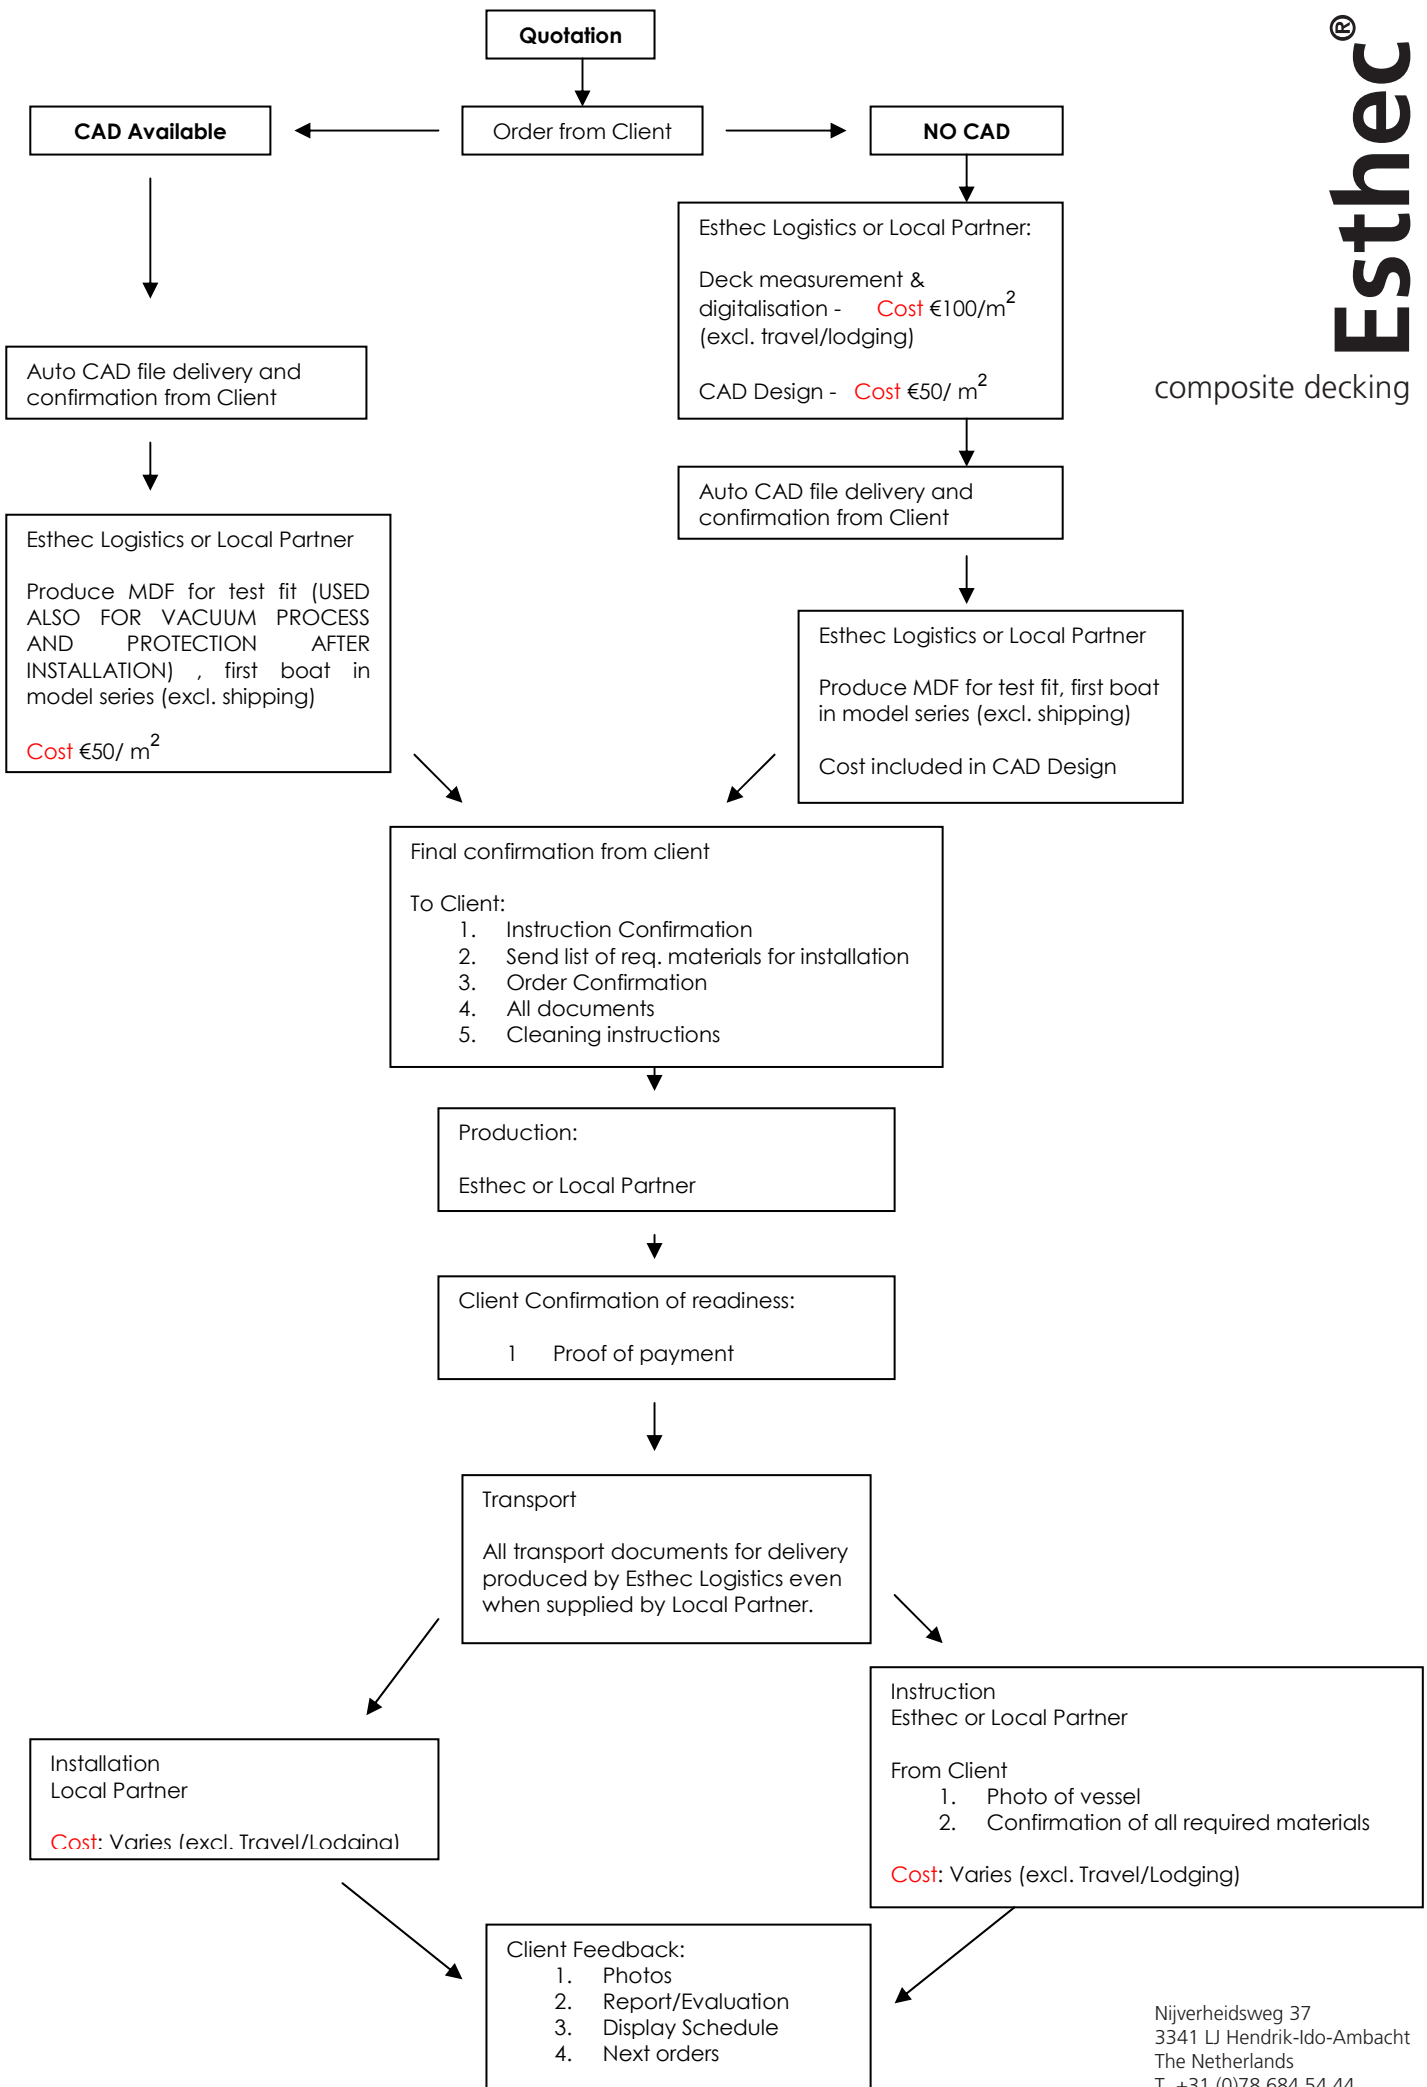 Quotation
CAD Available
Order from Client
NO CAD
Esthec®
composite decking
Esthec Logistics or Local Partner:
Deck measurement &
digitalisation - Cost €100/m²
(excl. travel/lodging)
CAD Design - Cost €50/ m²
Auto CAD file delivery and
confirmation from Client
Auto CAD file delivery and
confirmation from Client
Esthec Logistics or Local Partner
Produce MDF for test fit (USED
ALSO FOR VACUUM PROCESS
AND PROTECTION AFTER
INSTALLATION) , first boat in
model series (excl. shipping)
Cost €50/ m²
Esthec Logistics or Local Partner
Produce MDF for test fit, first boat
in model series (excl. shipping)
Cost included in CAD Design
Final confirmation from client
To Client:
1. Instruction Confirmation
2. Send list of req. materials for installation
3. Order Confirmation
4. All documents
5. Cleaning instructions
Production:
Esthec or Local Partner
Client Confirmation of readiness:
1 Proof of payment
Transport
All transport documents for delivery
produced by Esthec Logistics even
when supplied by Local Partner.
Installation
Local Partner
Cost: Varies (excl. Travel/Lodging)
Instruction
Esthec or Local Partner
From Client
1. Photo of vessel
2. Confirmation of all required materials
Cost: Varies (excl. Travel/Lodging)
Client Feedback:
1. Photos
2. Report/Evaluation
3. Display Schedule
4. Next orders
Nijverheidsweg 37
3341 LJ Hendrik-Ido-Ambacht
The Netherlands
T +31 (0)78 684 54 44